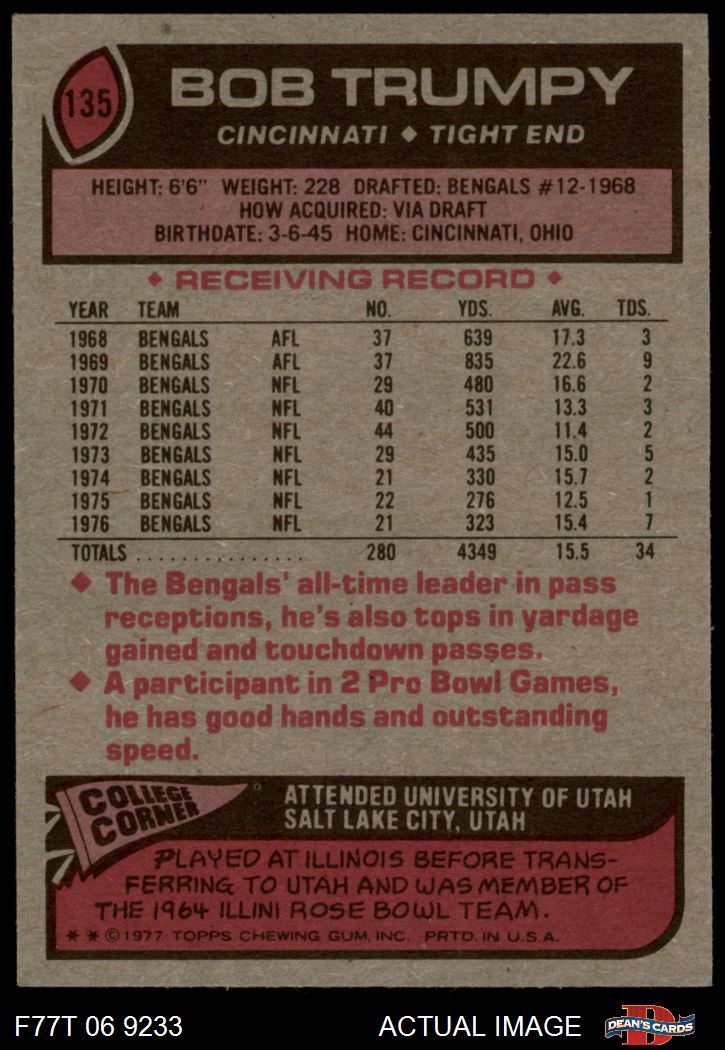 135
BOB TRUMPY
CINCINNATI ◆ TIGHT END
HEIGHT: 6'6" WEIGHT: 228 DRAFTED: BENGALS #12-1968
HOW ACQUIRED: VIA DRAFT
BIRTHDATE: 3-6-45 HOME: CINCINNATI, OHIO
◆ RECEIVING RECORD ◆
YEAR TEAM NO. YDS. AVG. TDS.
1968 BENGALS AFL 37 639 17.3 3
1969 BENGALS AFL 37 835 22.6 9
1970 BENGALS NFL 29 480 16.6 2
1971 BENGALS NFL 40 531 13.3 3
1972 BENGALS NFL 44 500 11.4 2
1973 BENGALS NFL 29 435 15.0 5
1974 BENGALS NFL 21 330 15.7 2
1975 BENGALS NFL 22 276 12.5 1
1976 BENGALS NFL 21 323 15.4 7
TOTALS ................ 280 4349 15.5 34
◆ The Bengals' all-time leader in pass
receptions, he's also tops in yardage
gained and touchdown passes.
◆ A participant in 2 Pro Bowl Games,
he has good hands and outstanding
speed.
COLLEGE
CORNER
ATTENDED UNIVERSITY OF UTAH
SALT LAKE CITY, UTAH
PLAYED AT ILLINOIS BEFORE TRANS-
FERRING TO UTAH AND WAS MEMBER OF
THE 1964 ILLINI ROSE BOWL TEAM.
* * © 1977 TOPPS CHEWING GUM, INC. PRTD. IN U.S.A.
F77T 06 9233 ACTUAL IMAGE
D
DEAN'S CARDS